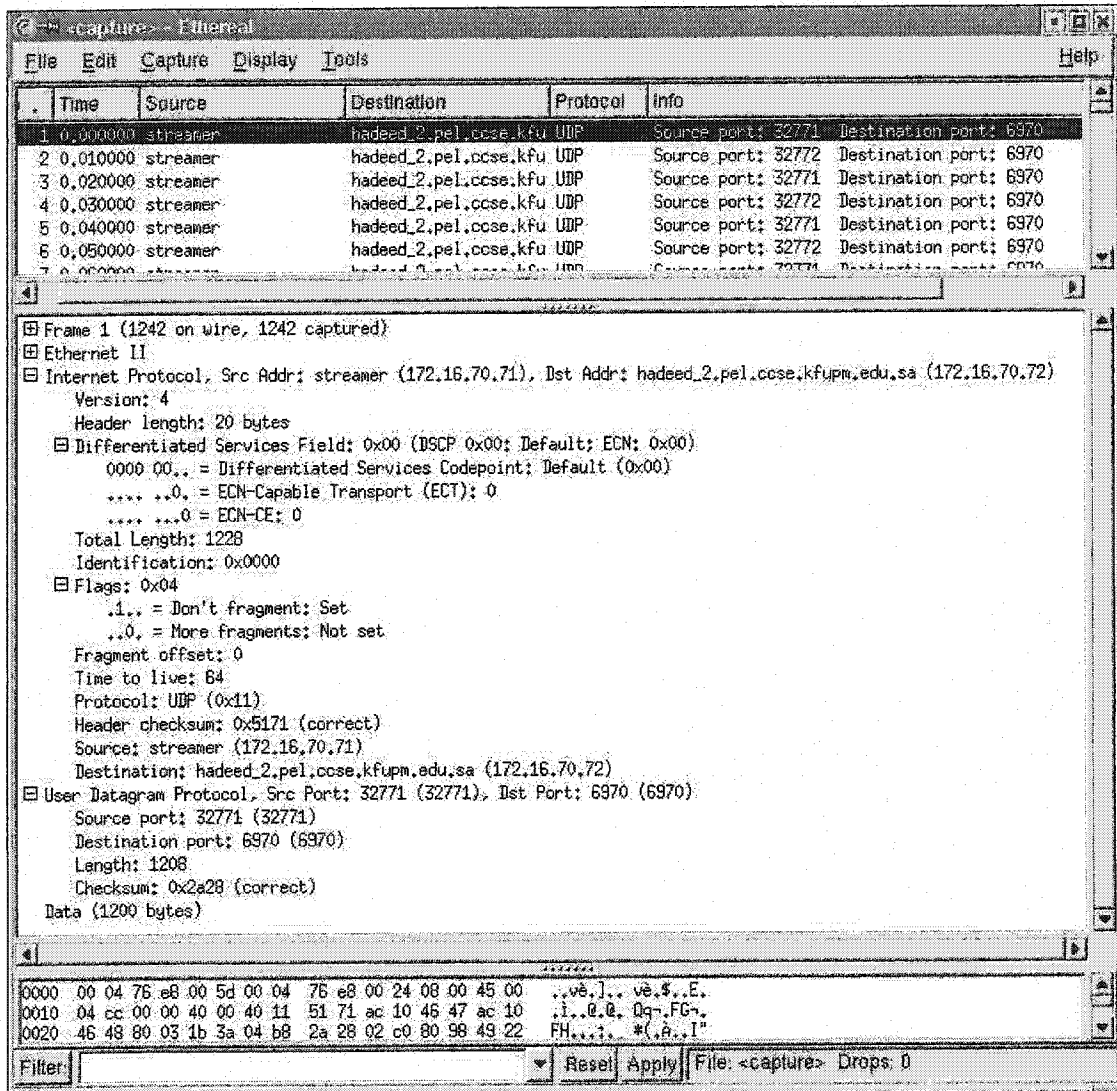 <capture> - Ethereal
File Edit Capture Display Tools Help
. Time Source Destination Protocol Info
1 0.000000 streamer hadeed_2.pel.ccse.kfu UDP Source port: 32771 Destination port: 6970
2 0.010000 streamer hadeed_2.pel.ccse.kfu UDP Source port: 32772 Destination port: 6970
3 0.020000 streamer hadeed_2.pel.ccse.kfu UDP Source port: 32771 Destination port: 6970
4 0.030000 streamer hadeed_2.pel.ccse.kfu UDP Source port: 32772 Destination port: 6970
5 0.040000 streamer hadeed_2.pel.ccse.kfu UDP Source port: 32771 Destination port: 6970
6 0.050000 streamer hadeed_2.pel.ccse.kfu UDP Source port: 32772 Destination port: 6970
Frame 1 (1242 on wire, 1242 captured)
Ethernet II
Internet Protocol, Src Addr: streamer (172.16.70.71), Dst Addr: hadeed_2.pel.ccse.kfupm.edu.sa (172.16.70.72)
Version: 4
Header length: 20 bytes
Differentiated Services Field: 0x00 (DSCP 0x00: Default; ECN: 0x00)
0000 00.. = Differentiated Services Codepoint: Default (0x00)
.... ..0. = ECN-Capable Transport (ECT): 0
.... ...0 = ECN-CE: 0
Total Length: 1228
Identification: 0x0000
Flags: 0x04
.1.. = Don't fragment: Set
..0. = More fragments: Not set
Fragment offset: 0
Time to live: 64
Protocol: UDP (0x11)
Header checksum: 0x5171 (correct)
Source: streamer (172.16.70.71)
Destination: hadeed_2.pel.ccse.kfupm.edu.sa (172.16.70.72)
User Datagram Protocol, Src Port: 32771 (32771), Dst Port: 6970 (6970)
Source port: 32771 (32771)
Destination port: 6970 (6970)
Length: 1208
Checksum: 0x2a28 (correct)
Data (1200 bytes)
0000 00 04 76 e8 00 5d 00 04 76 e8 00 24 08 00 45 00 ..vè.].. vè.$..E.
0010 04 cc 00 00 40 00 40 11 51 71 ac 10 46 47 ac 10 .Ì..@.@. Qq¬.FG¬.
0020 46 48 80 03 1b 3a 04 b8 2a 28 02 c0 80 98 49 22 FH...:.¸ *(.À..I"
Filter: Reset Apply File: <capture> Drops: 0